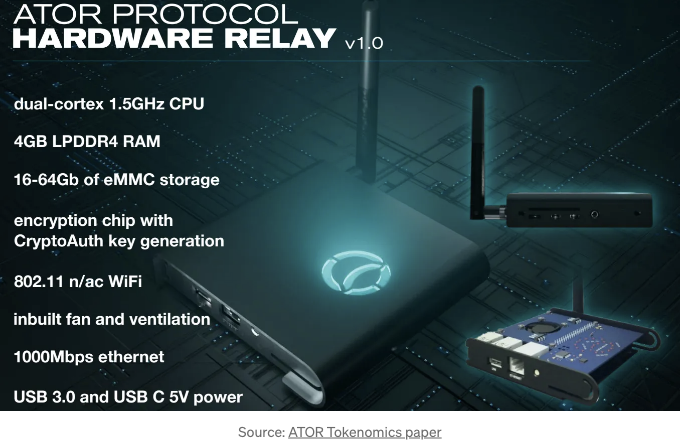 ATOR PROTOCOL
HARDWARE RELAY v1.0
dual-cortex 1.5GHz CPU
4GB LPDDR4 RAM
16-64Gb of eMMC storage
encryption chip with
CryptoAuth key generation
802.11 n/ac WiFi
inbuilt fan and ventilation
1000Mbps ethernet
USB 3.0 and USB C 5V power
Source: ATOR Tokenomics paper